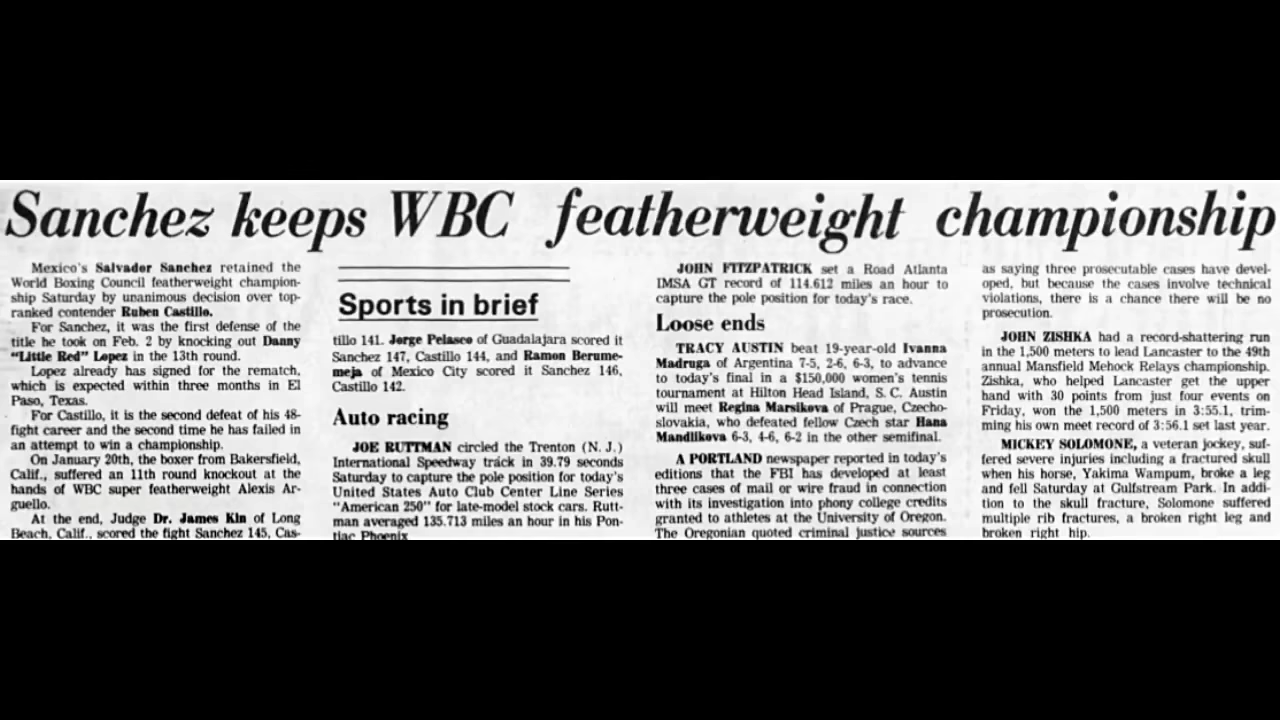 Sanchez keeps WBC featherweight championship
Mexico's Salvador Sanchez retained the
World Boxing Council featherweight champion-
ship Saturday by unanimous decision over top-
ranked contender Ruben Castillo.
For Sanchez, it was the first defense of the
title he took on Feb. 2 by knocking out Danny
"Little Red" Lopez in the 13th round.
Lopez already has signed for the rematch,
which is expected within three months in El
Paso, Texas.
For Castillo, it is the second defeat of his 48-
fight career and the second time he has failed in
an attempt to win a championship.
On January 20th, the boxer from Bakersfield,
Calif., suffered an 11th round knockout at the
hands of WBC super featherweight Alexis Ar-
guello.
At the end, Judge Dr. James Kin of Long
Beach, Calif., scored the fight Sanchez 145, Cas-
Sports in brief
tillo 141. Jorge Pelasco of Guadalajara scored it
Sanchez 147, Castillo 144, and Ramon Berume-
meja of Mexico City scored it Sanchez 146,
Castillo 142.
Auto racing
JOE RUTTMAN circled the Trenton (N. J.)
International Speedway track in 39.79 seconds
Saturday to capture the pole position for today's
United States Auto Club Center Line Series
"American 250" for late-model stock cars. Rutt-
man averaged 135.713 miles an hour in his Pon-
tiac Phoenix
JOHN FITZPATRICK set a Road Atlanta
IMSA GT record of 114.612 miles an hour to
capture the pole position for today's race.
Loose ends
TRACY AUSTIN beat 19-year-old Ivanna
Madruga of Argentina 7-5, 2-6, 6-3, to advance
to today's final in a $150,000 women's tennis
tournament at Hilton Head Island, S. C. Austin
will meet Regina Marsikova of Prague, Czecho-
slovakia, who defeated fellow Czech star Hana
Mandlikova 6-3, 4-6, 6-2 in the other semifinal.
A PORTLAND newspaper reported in today's
editions that the FBI has developed at least
three cases of mail or wire fraud in connection
with its investigation into phony college credits
granted to athletes at the University of Oregon.
The Oregonian quoted criminal justice sources
as saying three prosecutable cases have devel-
oped, but because the cases involve technical
violations, there is a chance there will be no
prosecution.
JOHN ZISHKA had a record-shattering run
in the 1,500 meters to lead Lancaster to the 49th
annual Mansfield Mehock Relays championship.
Zishka, who helped Lancaster get the upper
hand with 30 points from just four events on
Friday, won the 1,500 meters in 3:55.1, trim-
ming his own meet record of 3:56.1 set last year.
MICKEY SOLOMONE, a veteran jockey, suf-
fered severe injuries including a fractured skull
when his horse, Yakima Wampum, broke a leg
and fell Saturday at Gulfstream Park. In addi-
tion to the skull fracture, Solomone suffered
multiple rib fractures, a broken right leg and
broken right hip.